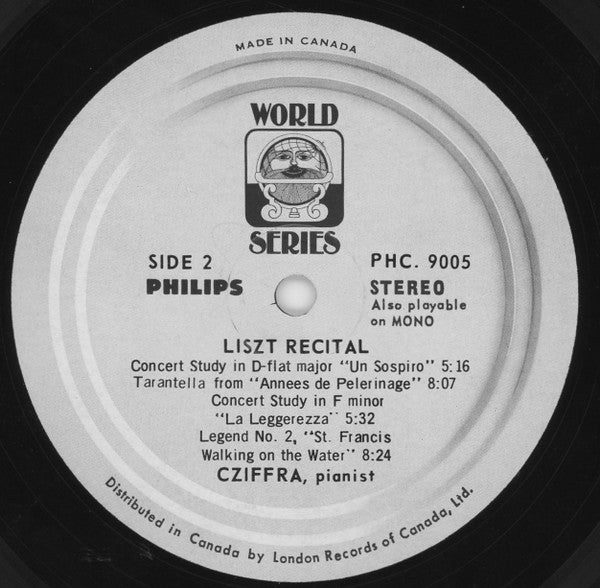 MADE IN CANADA
WORLD
SERIES
SIDE 2
PHILIPS
PHC. 9005
STEREO
Also playable
on MONO
LISZT RECITAL
Concert Study in D-flat major "Un Sospiro" 5:16
Tarantella from "Annees de Pelerinage" 8:07
Concert Study in F minor
"La Leggerezza" 5:32
Legend No. 2, "St. Francis
Walking on the Water" 8:24
CZIFFRA, pianist
Distributed in Canada by London Records of Canada, Ltd.